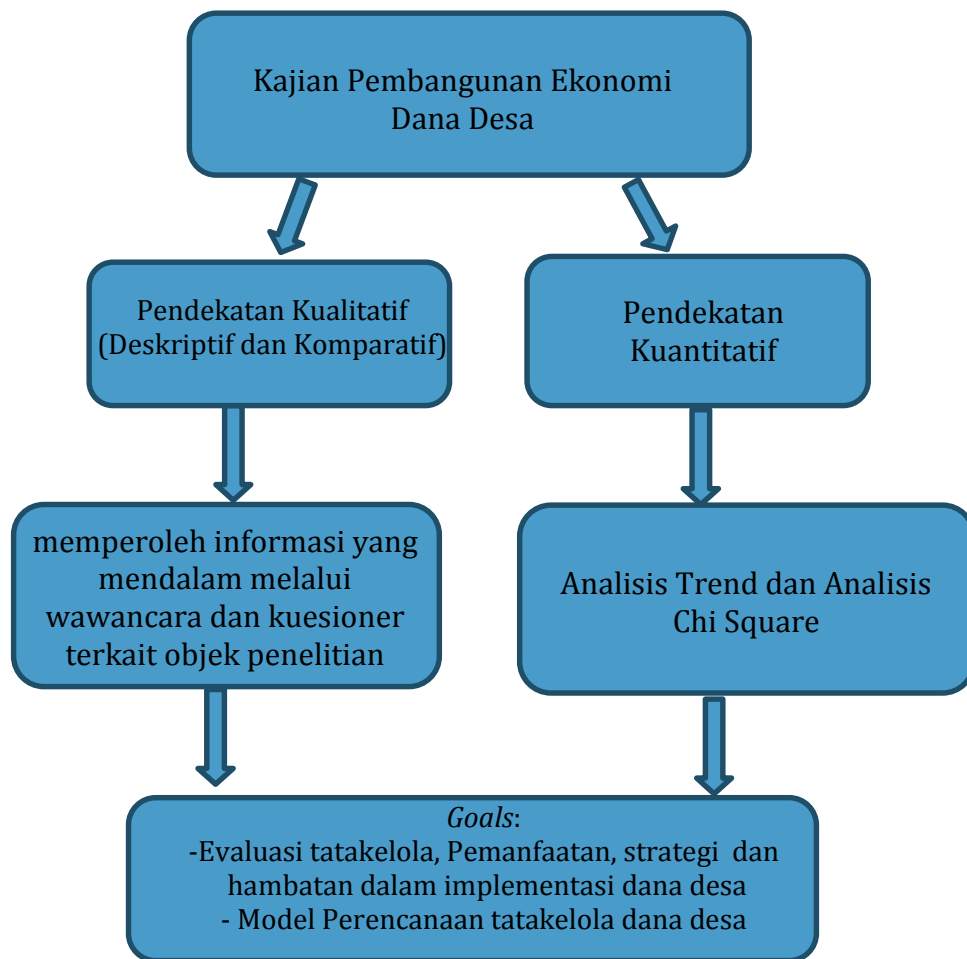 Kajian Pembangunan Ekonomi
Dana Desa
Pendekatan Kualitatif
(Deskriptif dan Komparatif)
Pendekatan
Kuantitatif
memperoleh informasi yang
mendalam melalui
wawancara dan kuesioner
terkait objek penelitian
Analisis Trend dan Analisis
Chi Square
Goals:
-Evaluasi tatakelola, Pemanfaatan, strategi dan
hambatan dalam implementasi dana desa
- Model Perencanaan tatakelola dana desa